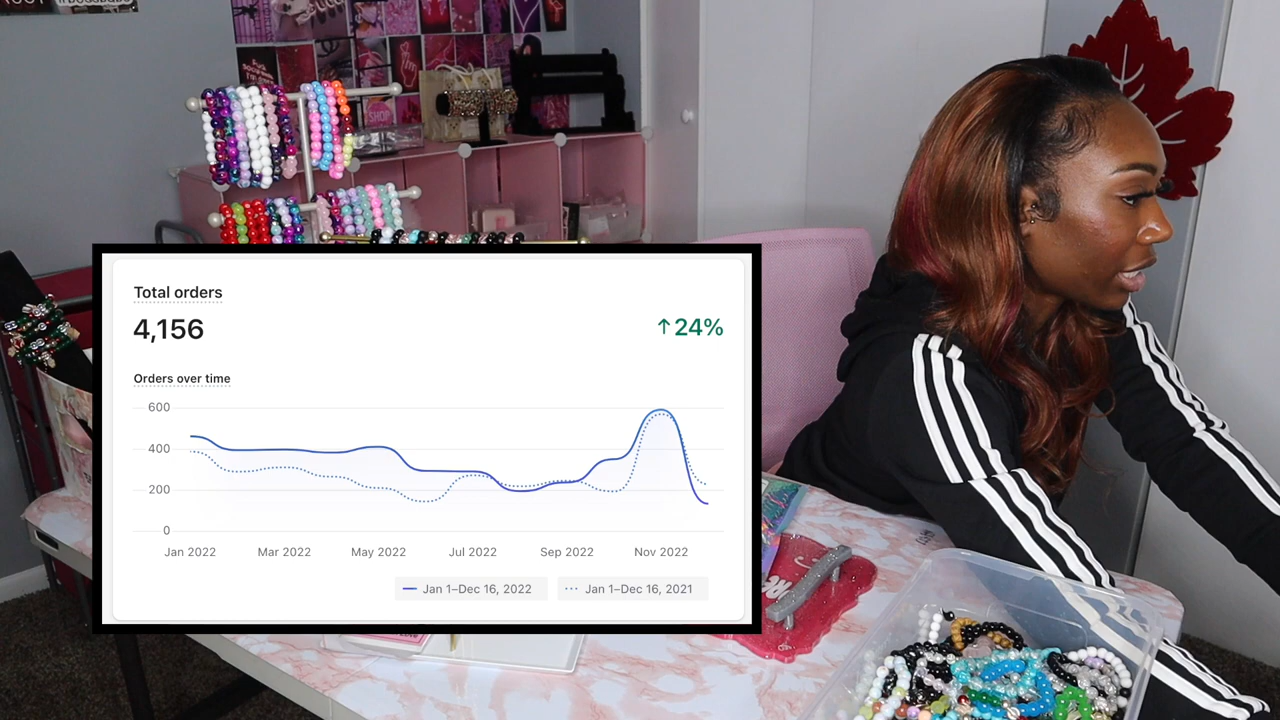 SHOP
Total orders
4,156
↑24%
Orders over time
600
400
200
0
Jan 2022
Mar 2022
May 2022
Jul 2022
Sep 2022
Nov 2022
Jan 1–Dec 16, 2022
Jan 1–Dec 16, 2021